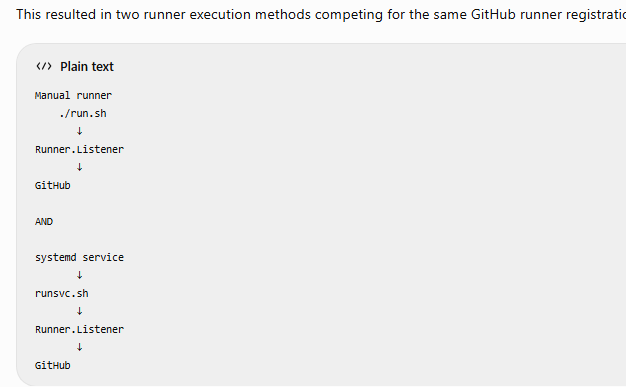 This resulted in two runner execution methods competing for the same GitHub runner
</> Plain text
Manual runner
./run.sh
↓
Runner.Listener
↓
GitHub
AND
systemd service
↓
runsvc.sh
↓
Runner.Listener
↓
GitHub